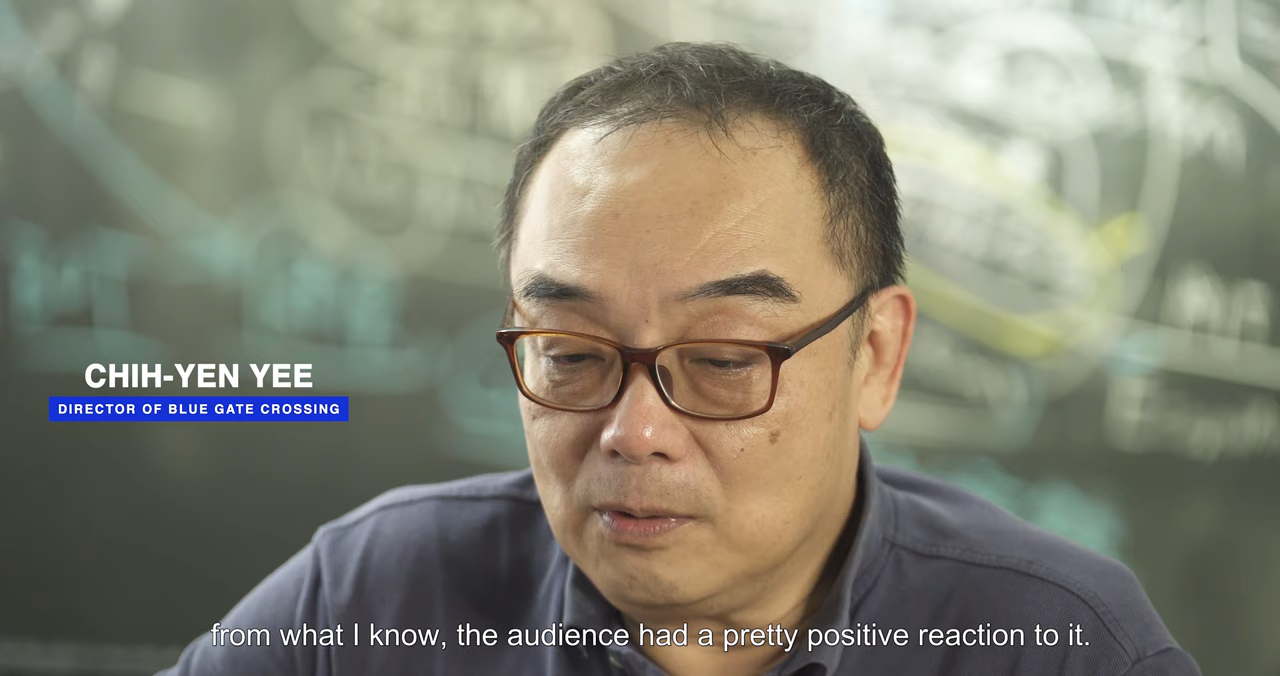 CHIH-YEN YEE
DIRECTOR OF BLUE GATE CROSSING
from what I know, the audience had a pretty positive reaction to it.